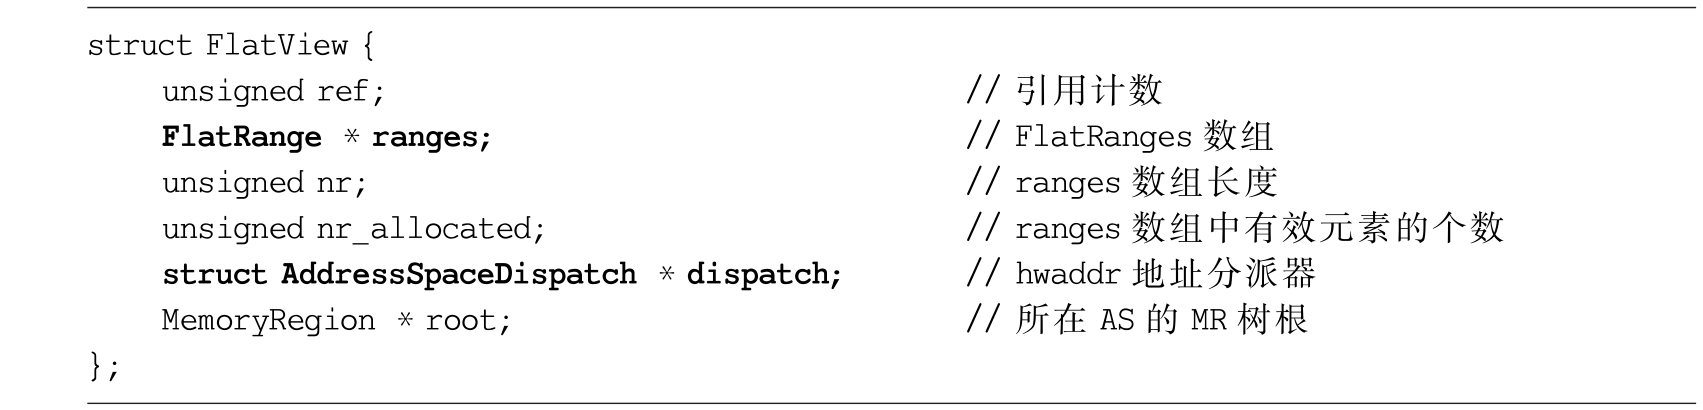 struct FlatView {
unsigned ref; // 引用计数
FlatRange * ranges; // FlatRanges 数组
unsigned nr; // ranges 数组长度
unsigned nr_allocated; // ranges 数组中有效元素的个数
struct AddressSpaceDispatch * dispatch; // hwaddr 地址分派器
MemoryRegion * root; // 所在 AS 的 MR 树根
};